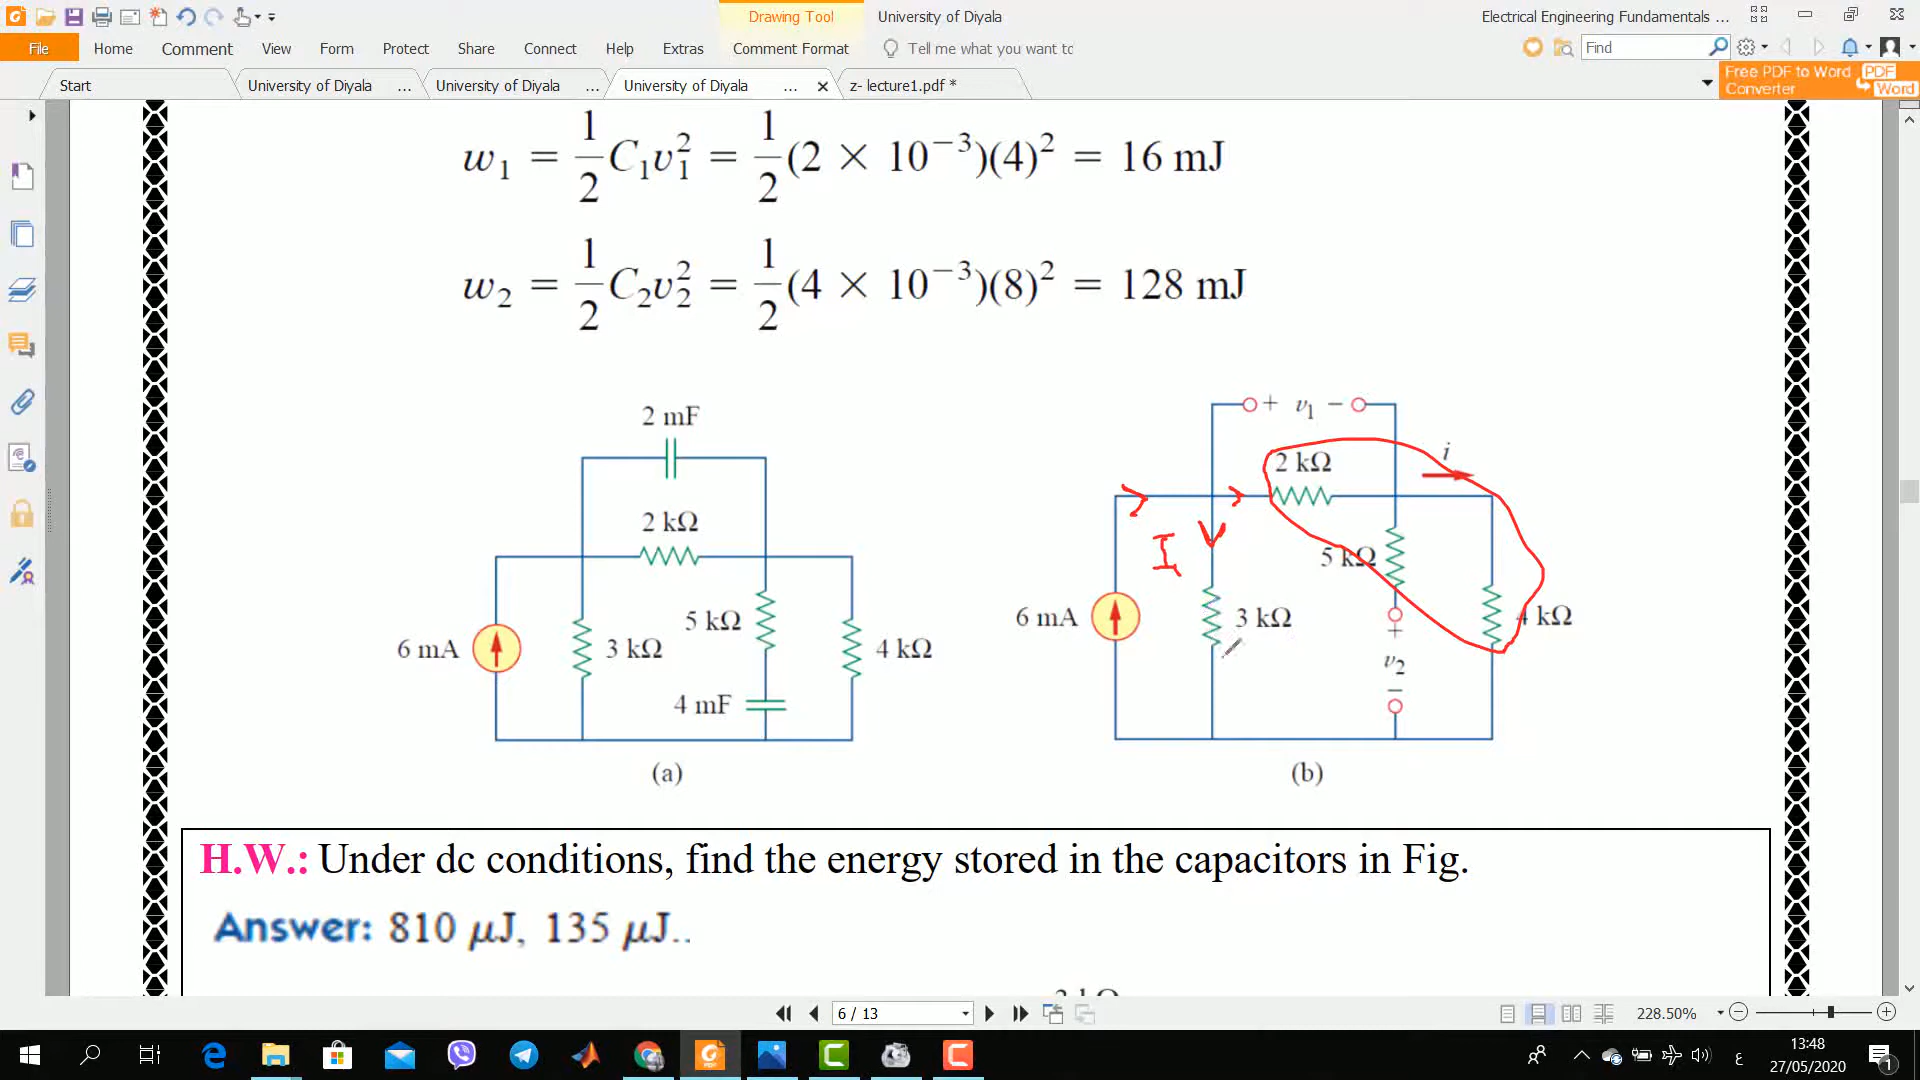 Drawing Tool
University of Diyala
Electrical Engineering Fundamentals ...
File Home Comment View Form Protect Share Connect Help Extras Comment Format Tell me what you want to Find
Start University of Diyala ... University of Diyala ... University of Diyala ... z- lecture1.pdf *
Free PDF to Word Converter
PDF Word
w₁ = 1/2 C₁v₁² = 1/2 (2 × 10⁻³)(4)² = 16 mJ
w₂ = 1/2 C₂v₂² = 1/2 (4 × 10⁻³)(8)² = 128 mJ
2 mF
2 kΩ
5 kΩ
6 mA
3 kΩ
4 kΩ
4 mF
(a)
+ v₁ −
i
2 kΩ
I
5 kΩ
6 mA
3 kΩ
4 kΩ
+
v₂
−
(b)
H.W.: Under dc conditions, find the energy stored in the capacitors in Fig.
Answer: 810 μJ, 135 μJ..
6 / 13
228.50%
ع
13:48
27/05/2020
1